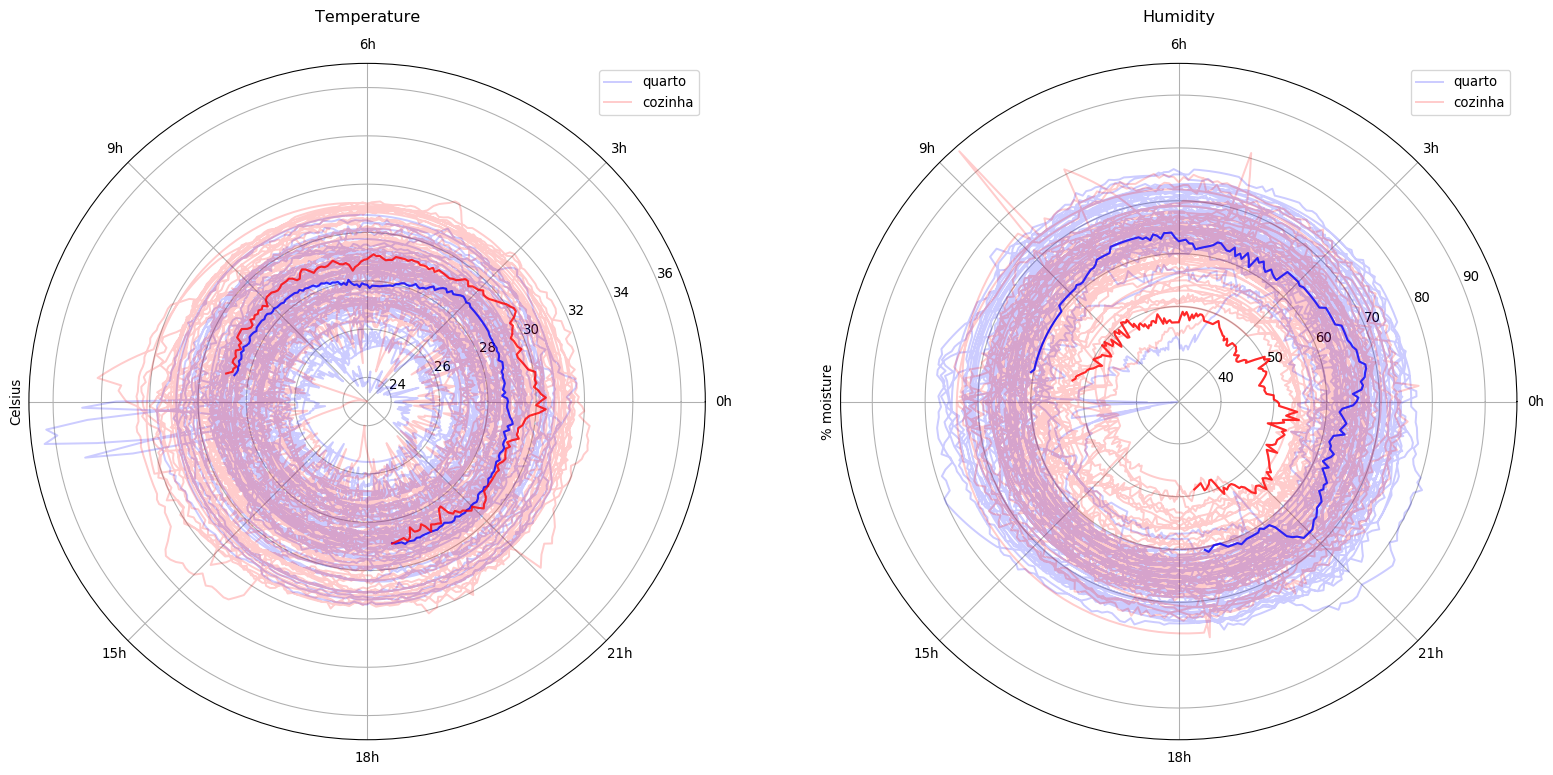 Temperature
6h
quarto
cozinha
9h
3h
36
34
32
30
28
26
24
Celsius
0h
15h
21h
18h
Humidity
6h
quarto
cozinha
9h
3h
90
80
70
60
50
40
% moisture
0h
15h
21h
18h